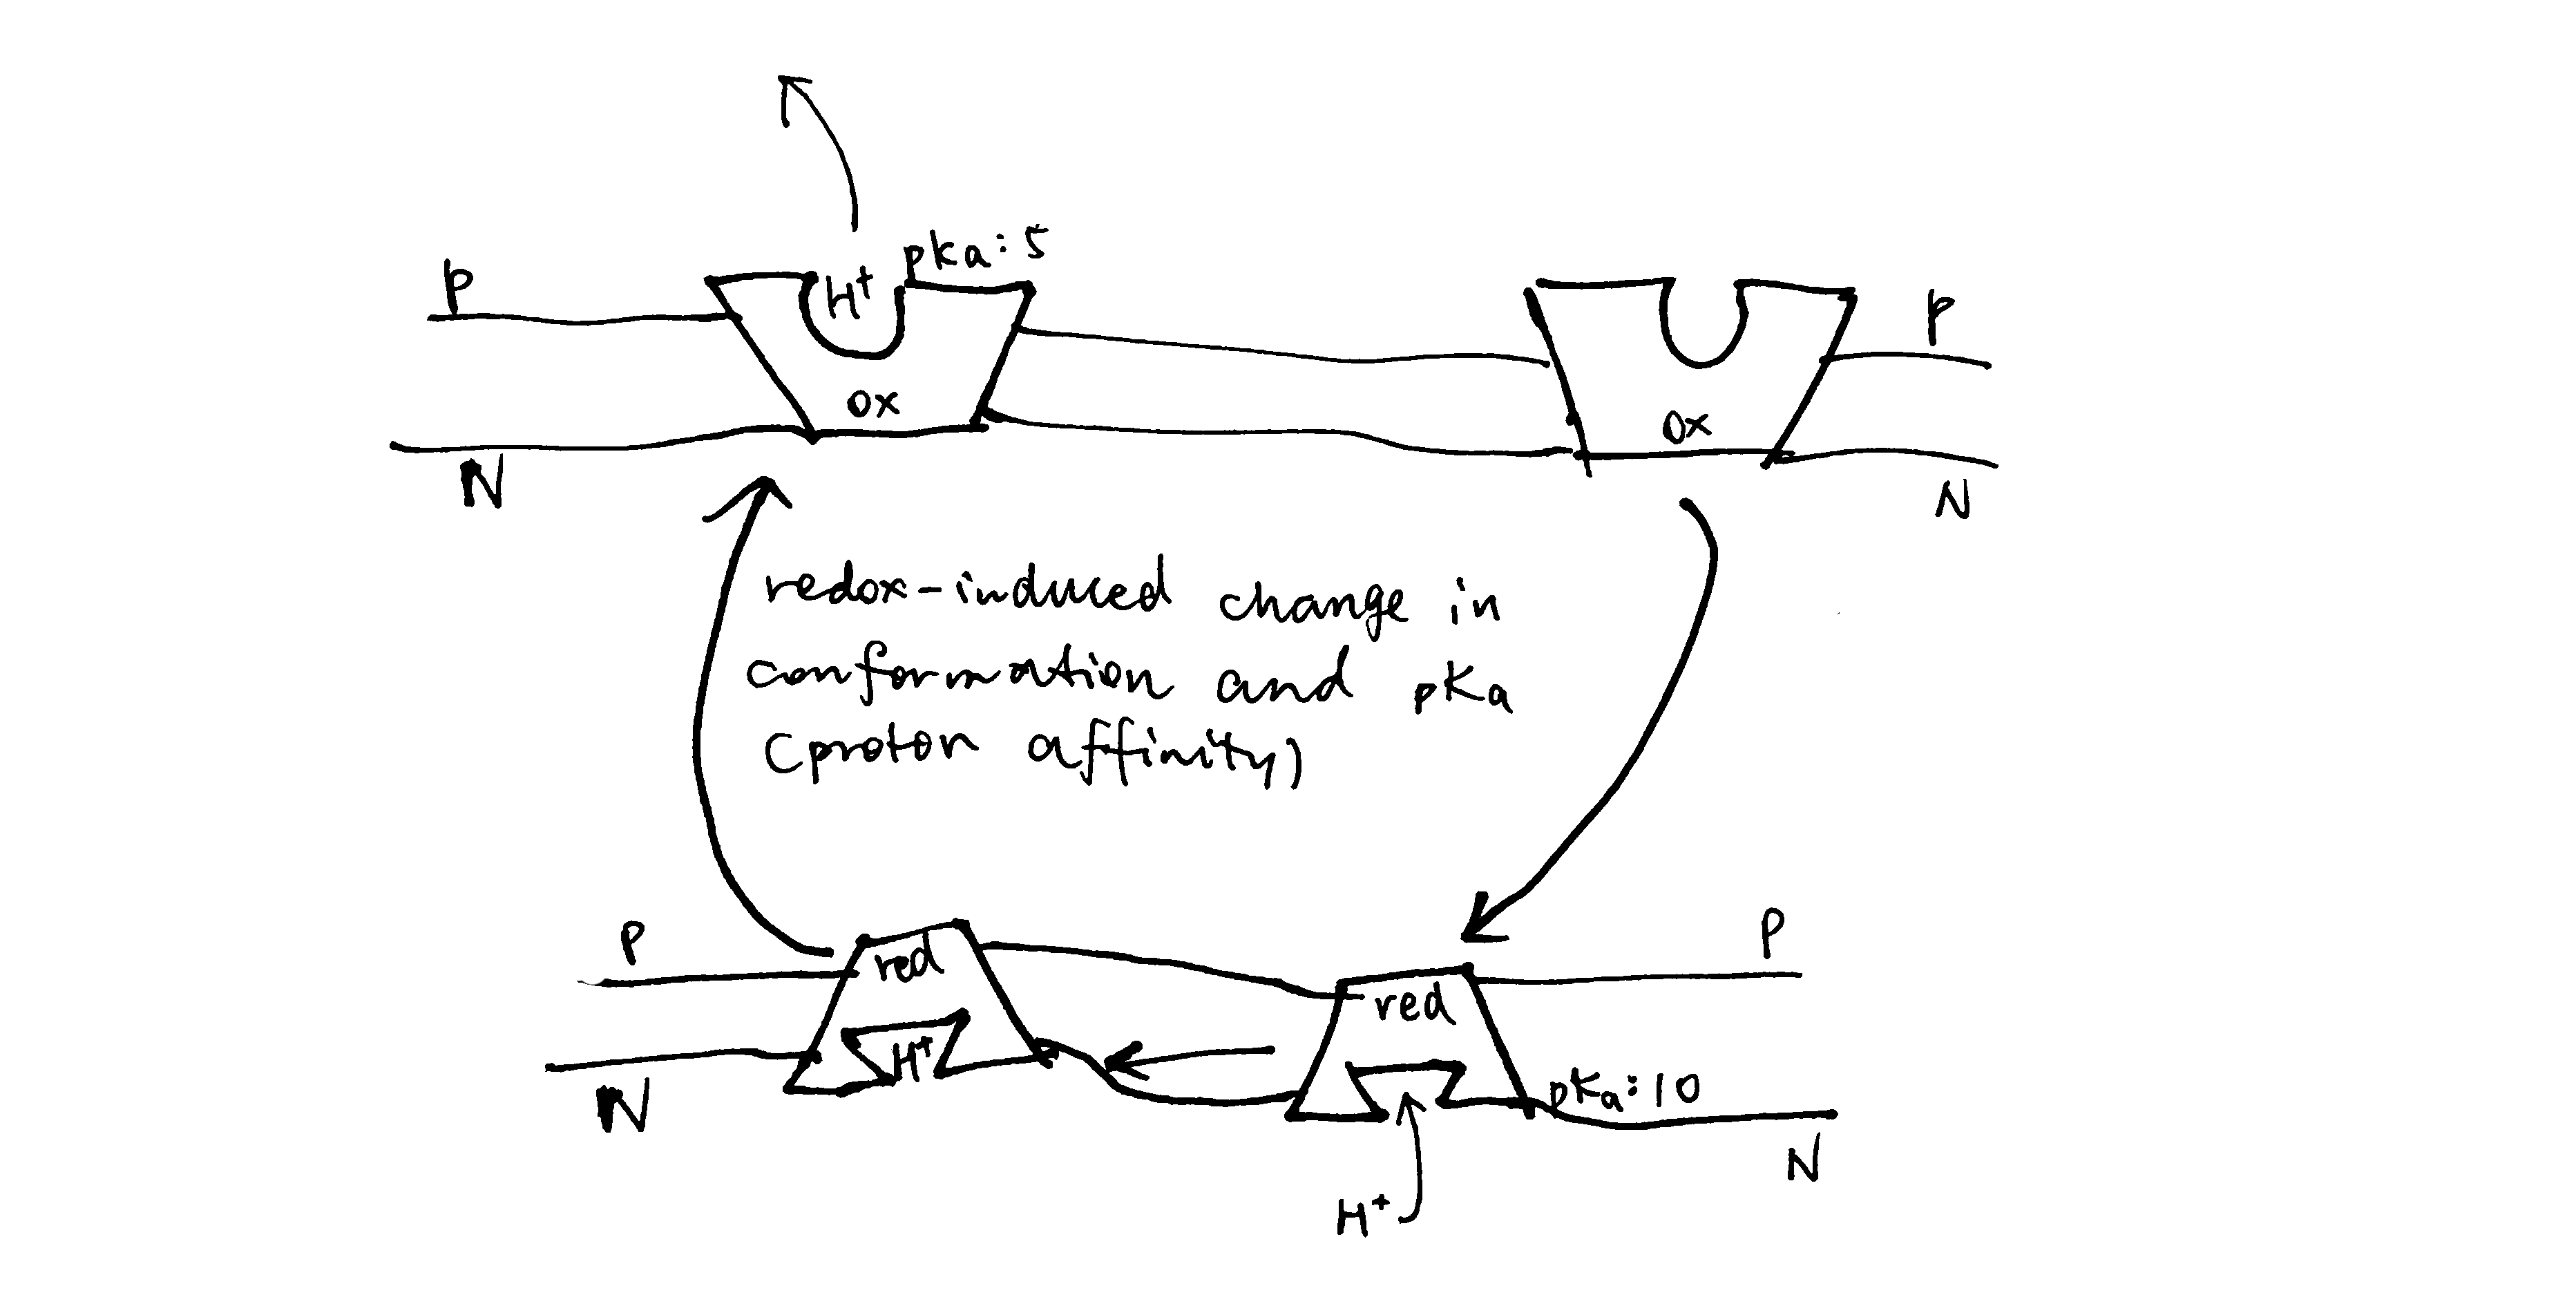 pka: 5
P
H+
P
ox
ox
N
N
redox-induced change in
conformation and pKa
(proton affinity)
P
P
red
red
H+
pKa: 10
N
N
H+